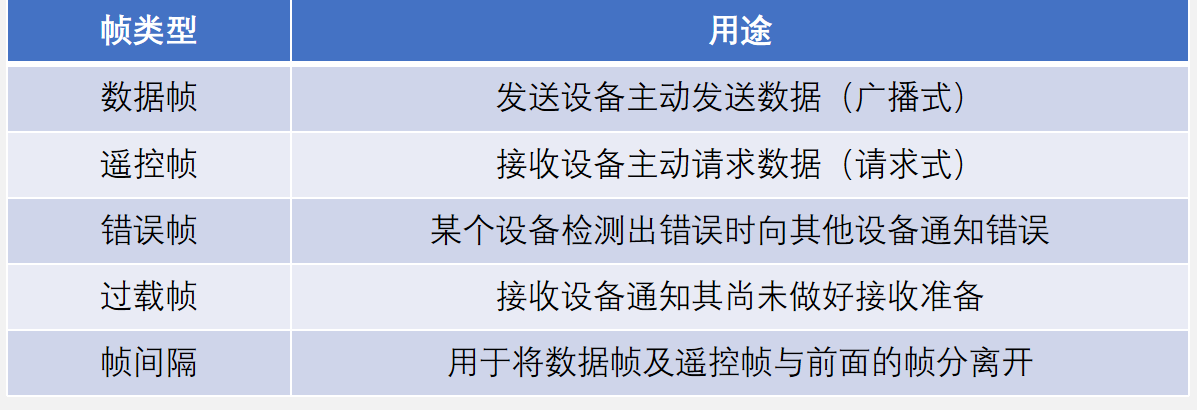 帧类型 用途
数据帧 发送设备主动发送数据（广播式）
遥控帧 接收设备主动请求数据（请求式）
错误帧 某个设备检测出错误时向其他设备通知错误
过载帧 接收设备通知其尚未做好接收准备
帧间隔 用于将数据帧及遥控帧与前面的帧分离开